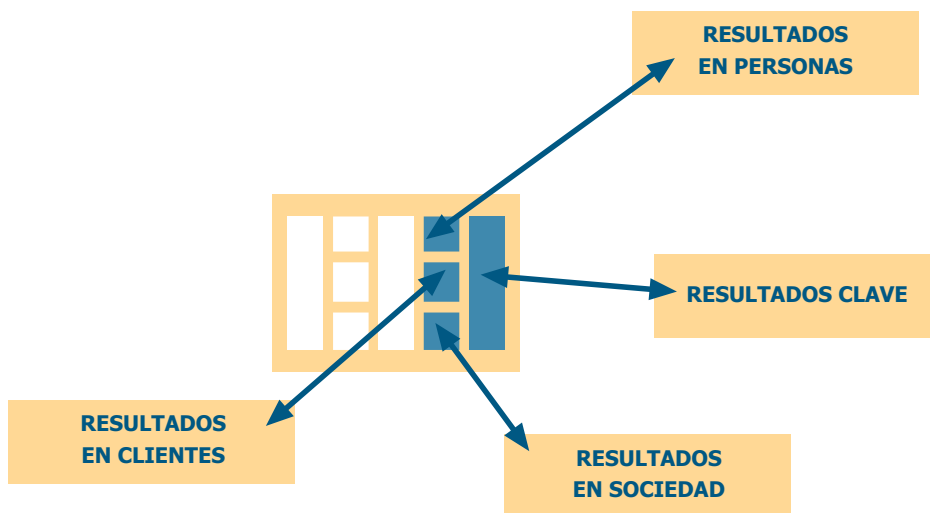 RESULTADOS
EN PERSONAS
RESULTADOS CLAVE
RESULTADOS
EN CLIENTES
RESULTADOS
EN SOCIEDAD